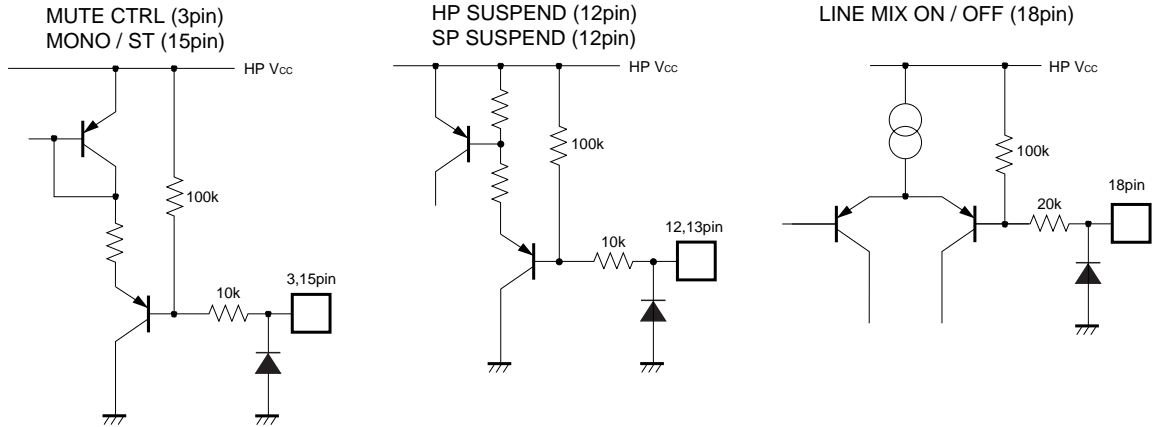 MUTE CTRL (3pin)
MONO / ST (15pin)
HP Vcc
100k
10k
3,15pin
HP SUSPEND (12pin)
SP SUSPEND (12pin)
HP Vcc
100k
10k
12,13pin
LINE MIX ON / OFF (18pin)
HP Vcc
100k
20k
18pin